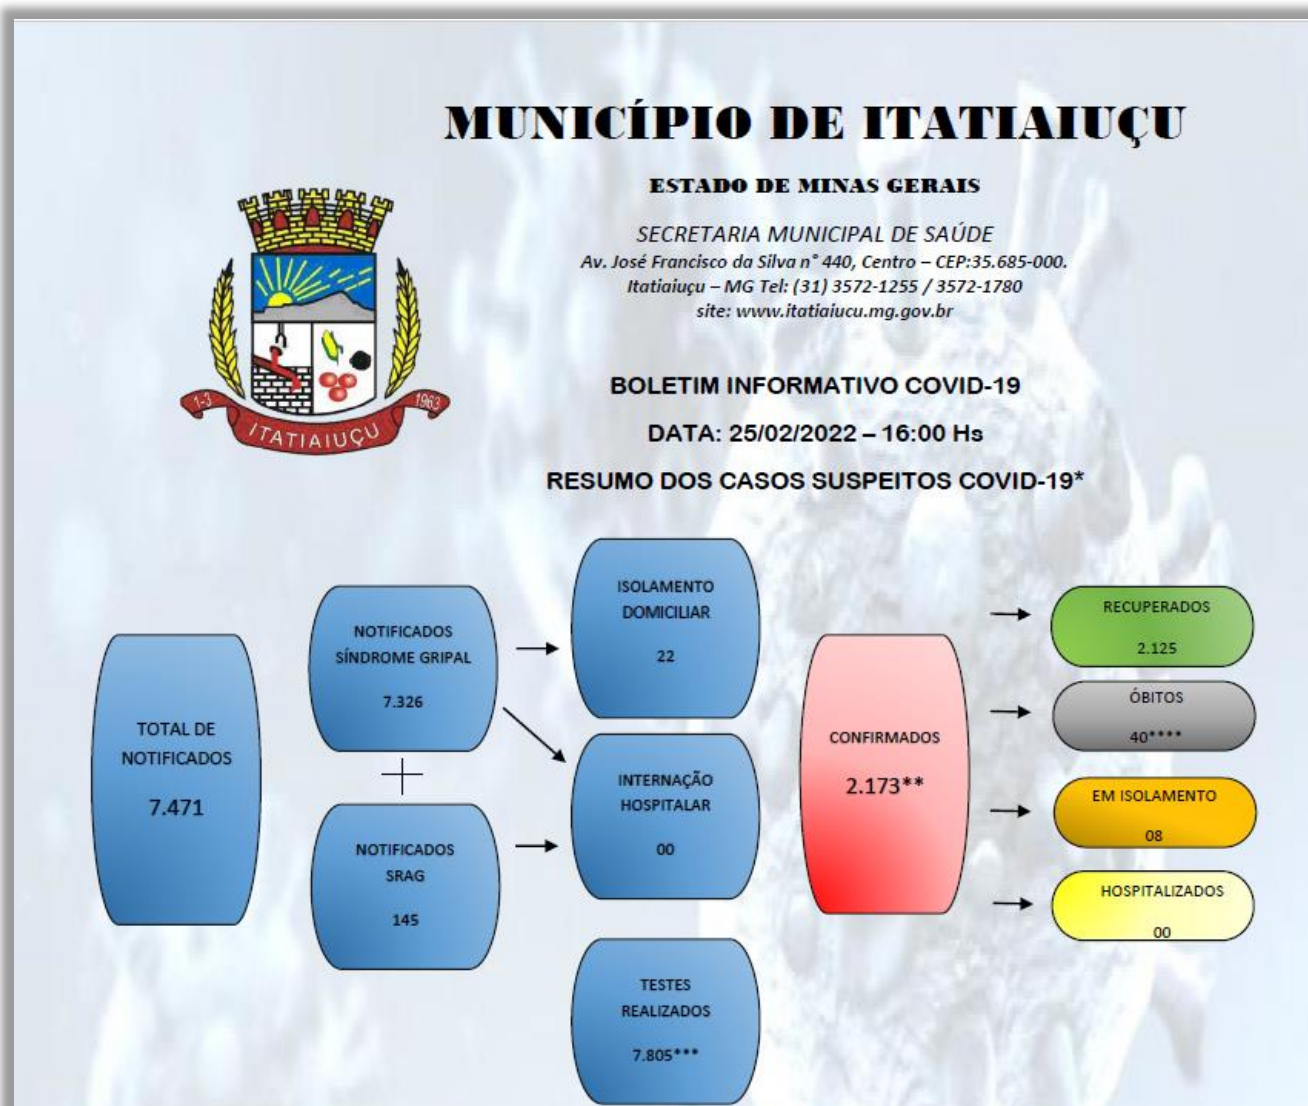 MUNICÍPIO DE ITATIAIUÇU
ESTADO DE MINAS GERAIS
SECRETARIA MUNICIPAL DE SAÚDE
Av. José Francisco da Silva n° 440, Centro – CEP:35.685-000.
Itatiaiuçu – MG Tel: (31) 3572-1255 / 3572-1780
site: www.itatiaiucu.mg.gov.br
1-3
1963
ITATIAIUÇU
BOLETIM INFORMATIVO COVID-19
DATA: 25/02/2022 – 16:00 Hs
RESUMO DOS CASOS SUSPEITOS COVID-19*
TOTAL DE
NOTIFICADOS
7.471
NOTIFICADOS
SÍNDROME GRIPAL
7.326
NOTIFICADOS
SRAG
145
ISOLAMENTO
DOMICILIAR
22
INTERNAÇÃO
HOSPITALAR
00
TESTES
REALIZADOS
7.805***
CONFIRMADOS
2.173**
RECUPERADOS
2.125
ÓBITOS
40****
EM ISOLAMENTO
08
HOSPITALIZADOS
00